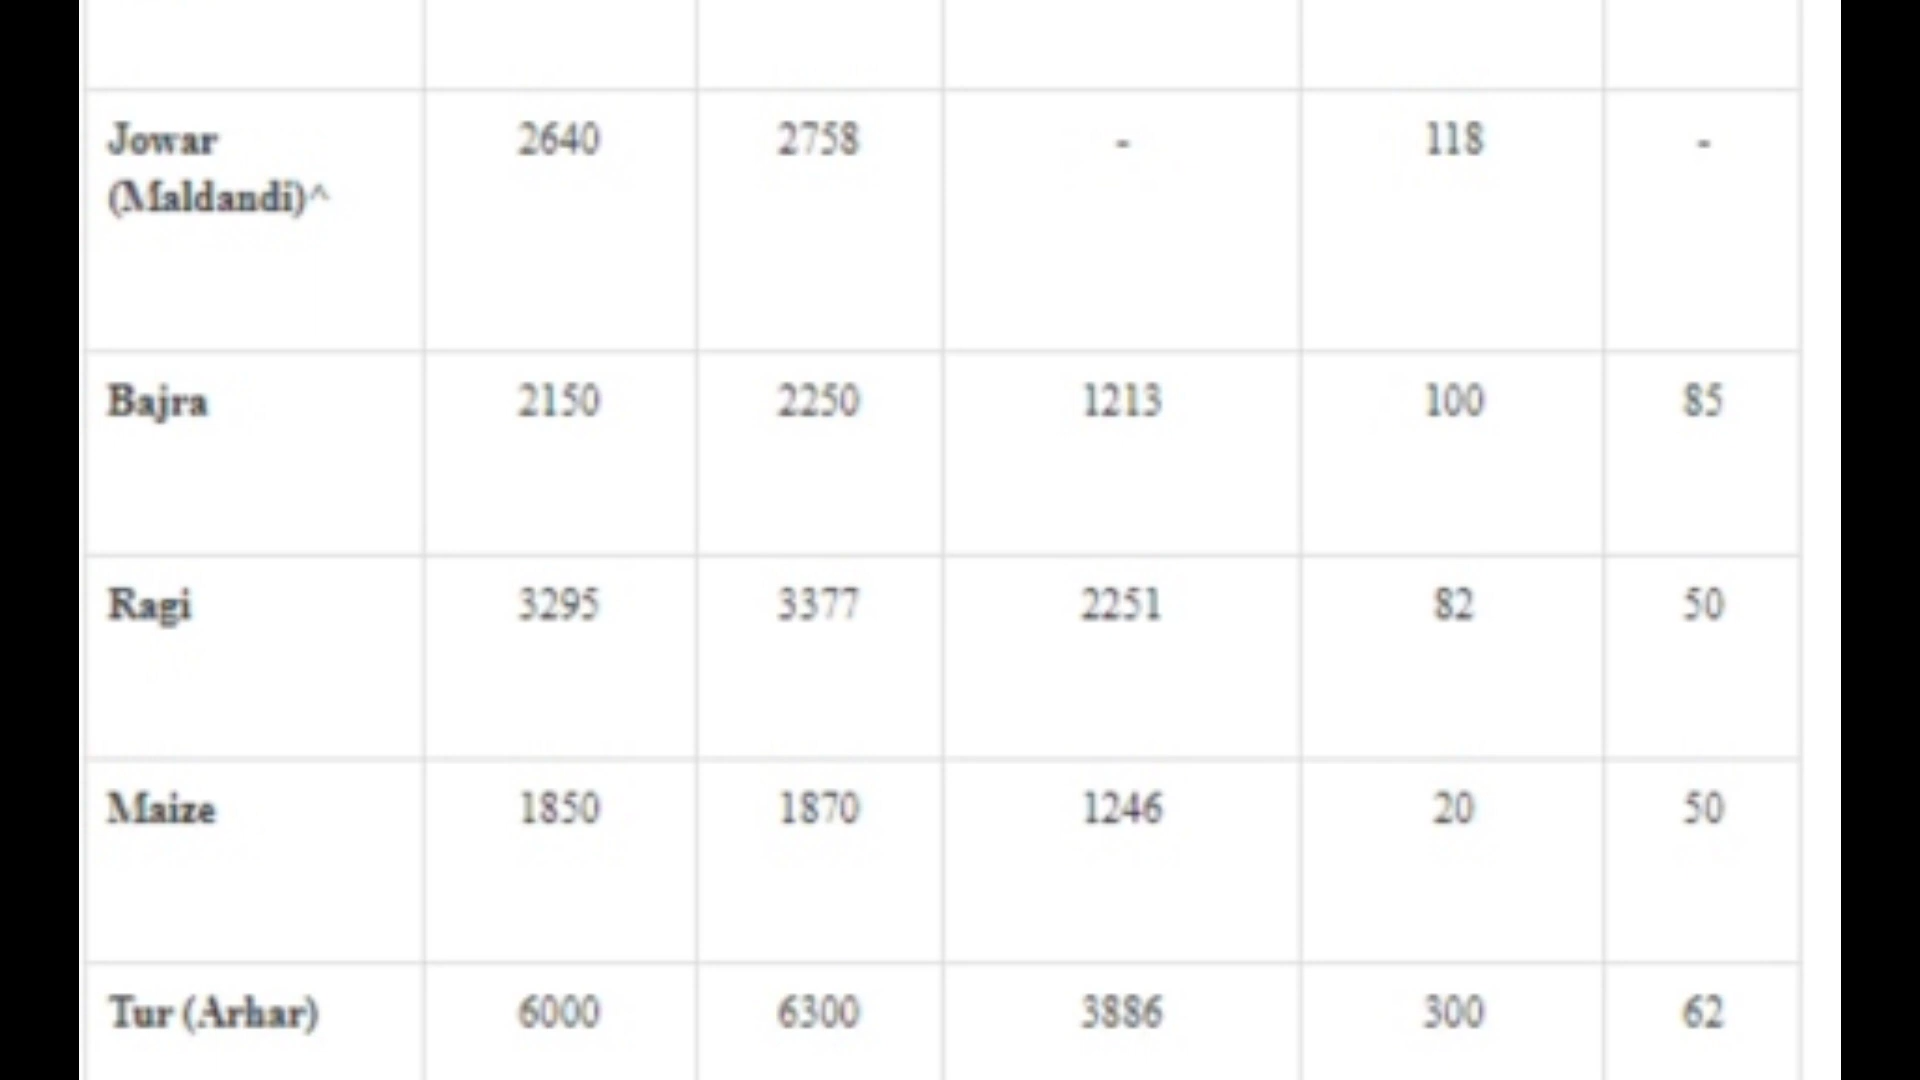 Jowar 2640 2758 - 118 -
(Maldandi)^
Bajra 2150 2250 1213 100 85
Ragi 3295 3377 2251 82 50
Maize 1850 1870 1246 20 50
Tur (Arhar) 6000 6300 3886 300 62